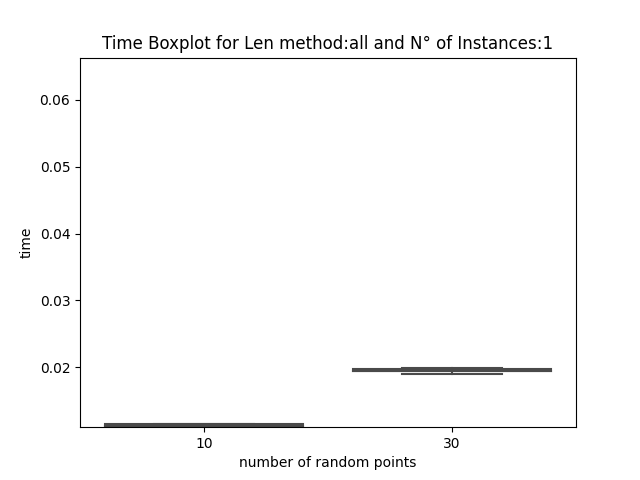 Time Boxplot for Len method:all and N° of Instances:1
0.06
0.05
0.04
0.03
0.02
time
10 30
number of random points